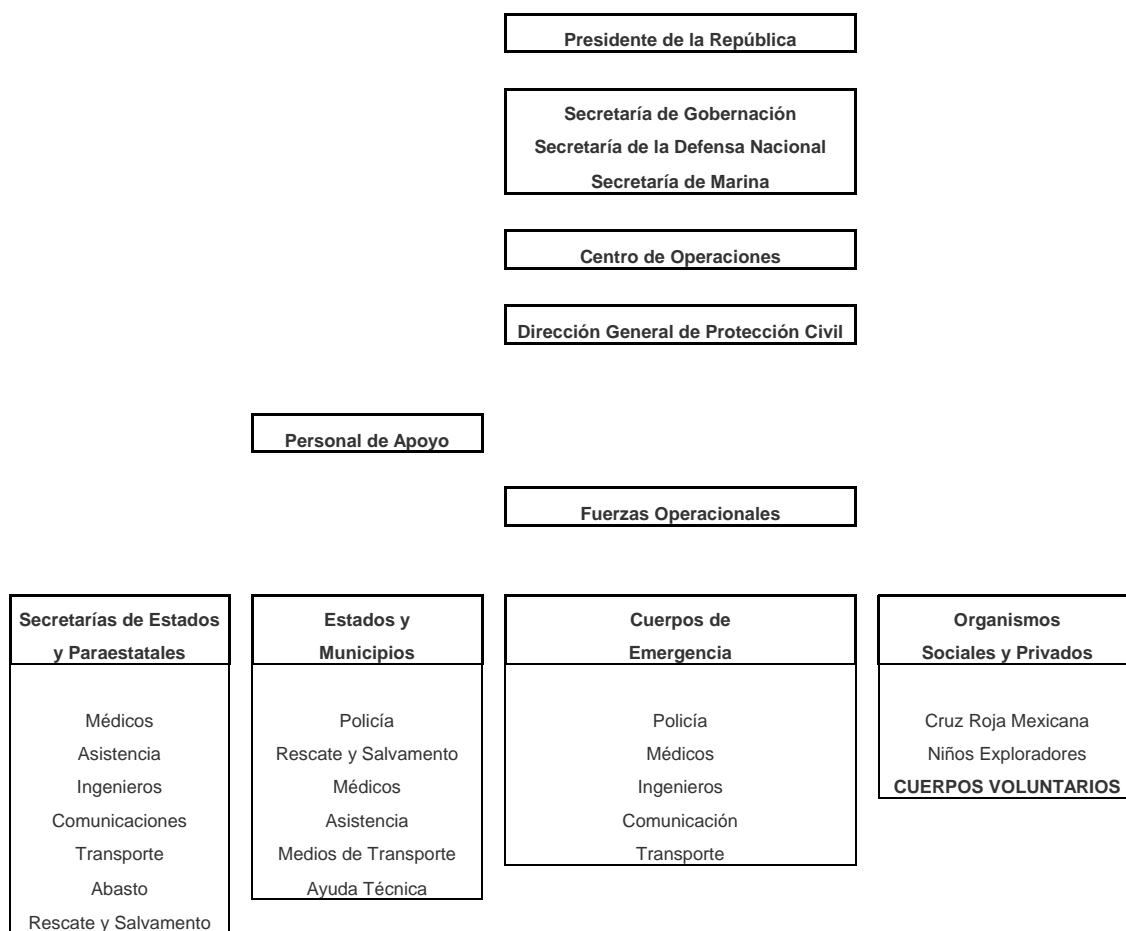 Presidente de la República
Secretaría de Gobernación
Secretaría de la Defensa Nacional
Secretaría de Marina
Centro de Operaciones
Dirección General de Protección Civil
Personal de Apoyo
Fuerzas Operacionales
Secretarías de Estados
y Paraestatales
Médicos
Asistencia
Ingenieros
Comunicaciones
Transporte
Abasto
Rescate y Salvamento
Estados y
Municipios
Policía
Rescate y Salvamento
Médicos
Asistencia
Medios de Transporte
Ayuda Técnica
Cuerpos de
Emergencia
Policía
Médicos
Ingenieros
Comunicación
Transporte
Organismos
Sociales y Privados
Cruz Roja Mexicana
Niños Exploradores
CUERPOS VOLUNTARIOS